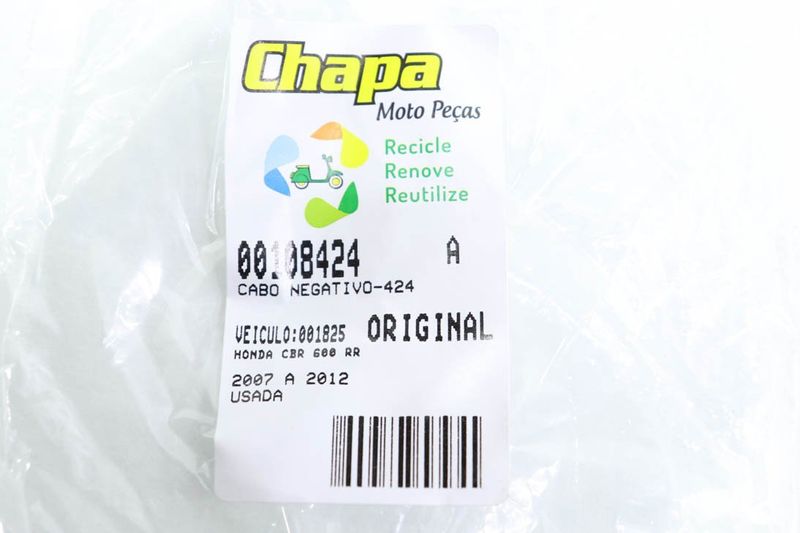 Chapa
Moto Peças
Recicle
Renove
Reutilize
00108424 A
CABO NEGATIVO-424
VEICULO:001825 ORIGINAL
HONDA CBR 600 RR
2007 A 2012
USADA